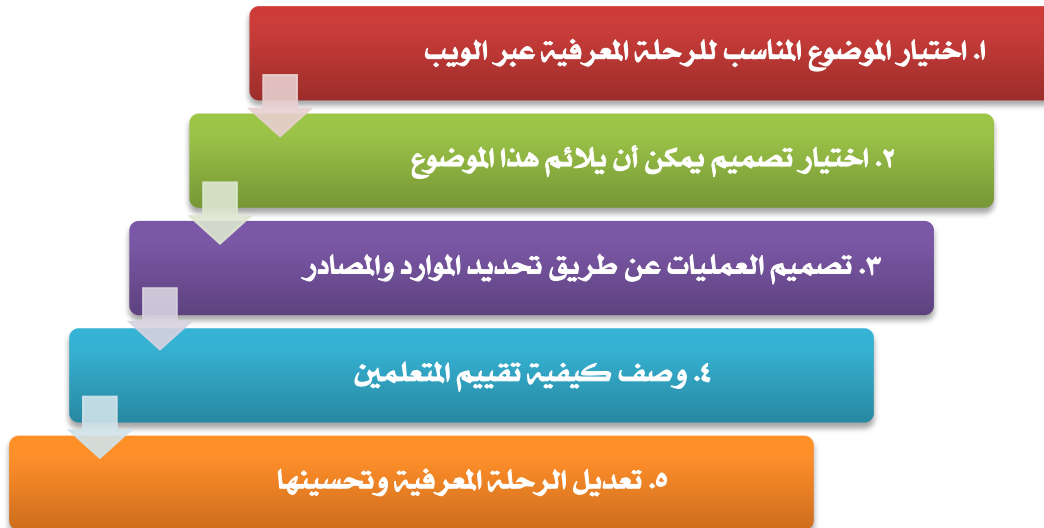 ١. اختيار الموضوع المناسب للرحلة المعرفية عبر الويب
٢. اختيار تصميم يمكن أن يلائم هذا الموضوع
٣. تصميم العمليات عن طريق تحديد الموارد والمصادر
٤. وصف كيفية تقييم المتعلمين
٥. تعديل الرحلة المعرفية وتحسينها